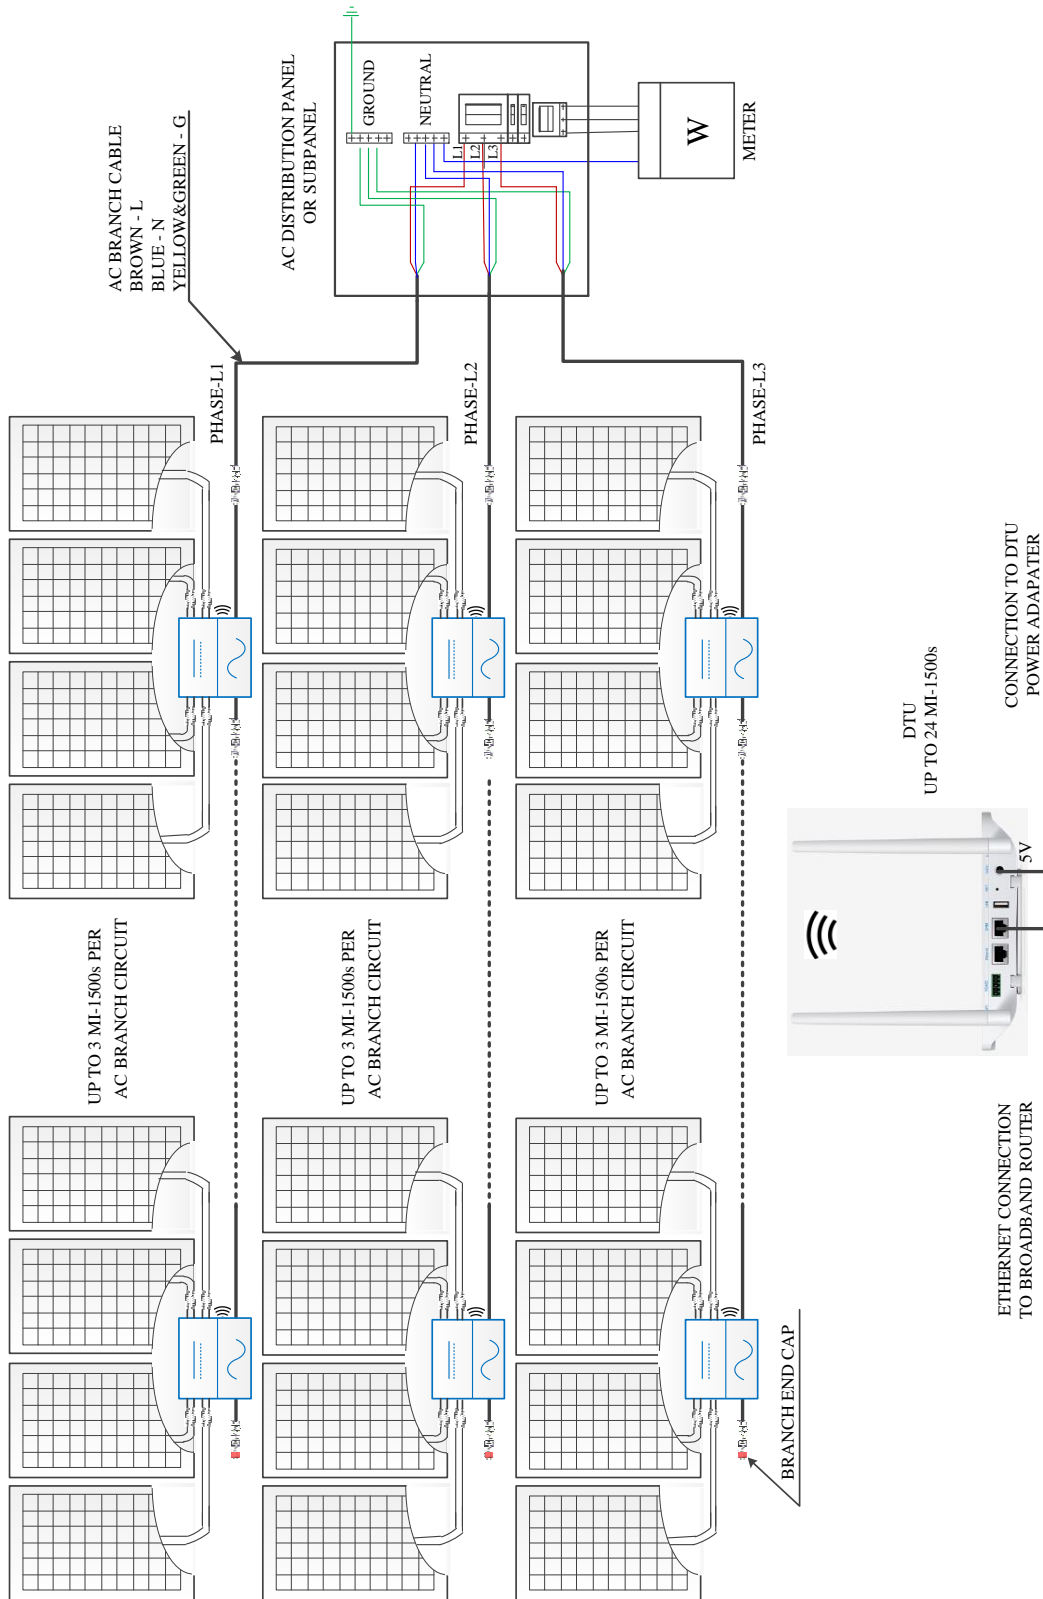 AC BRANCH CABLE
BROWN - L
BLUE - N
YELLOW&GREEN - G
AC DISTRIBUTION PANEL
OR SUBPANEL
GROUND
NEUTRAL
L1
L2
L3
W
METER
PHASE-L1
PHASE-L2
PHASE-L3
UP TO 3 MI-1500s PER
AC BRANCH CIRCUIT
UP TO 3 MI-1500s PER
AC BRANCH CIRCUIT
UP TO 3 MI-1500s PER
AC BRANCH CIRCUIT
BRANCH END CAP
DTU
UP TO 24 MI-1500s
5V
CONNECTION TO DTU
POWER ADAPATER
ETHERNET CONNECTION
TO BROADBAND ROUTER